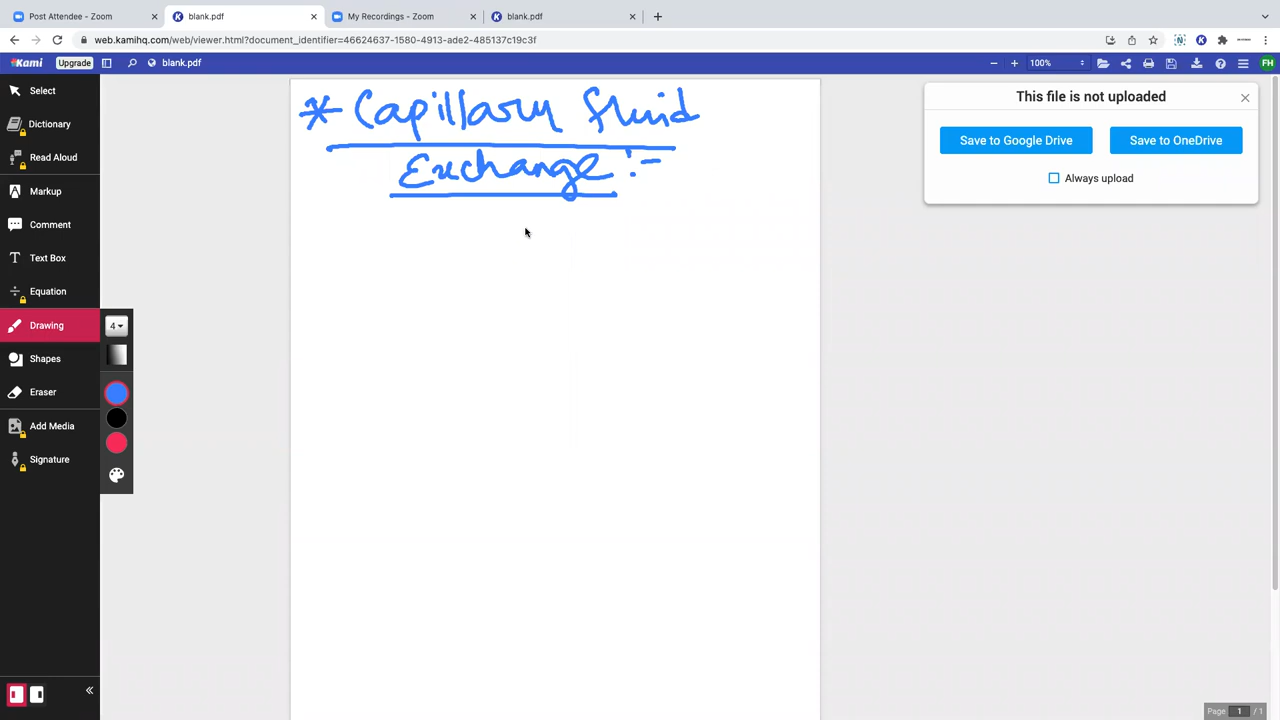 Post Attendee - Zoom
blank.pdf
My Recordings - Zoom
blank.pdf
web.kamihq.com/web/viewer.html?document_identifier=46624637-1580-4913-ade2-485137c19c3f
Kami
Upgrade
blank.pdf
100%
FH
Select
Dictionary
Read Aloud
Markup
Comment
Text Box
Equation
Drawing
Shapes
Eraser
Add Media
Signature
4
* Capillary fluid
Exchange :-
This file is not uploaded
Save to Google Drive Save to OneDrive
Always upload
Page 1 / 1